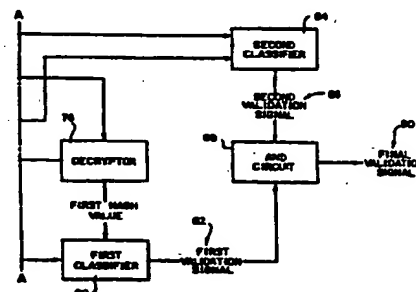 A
84
SECOND
CLASSIFIER
SECOND
VALIDATION
SIGNAL
86
76
DECRYPTOR
88
AND
CIRCUIT
90
FINAL
VALIDATION
SIGNAL
FIRST HASH
VALUE
82
FIRST
CLASSIFIER
FIRST
VALIDATION
SIGNAL
A